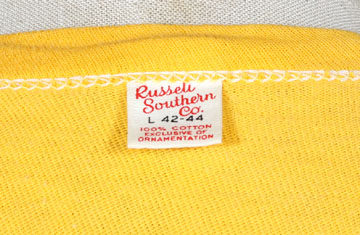 Russell
Southern
Co.
L 42-44
100% COTTON
EXCLUSIVE OF
ORNAMENTATION